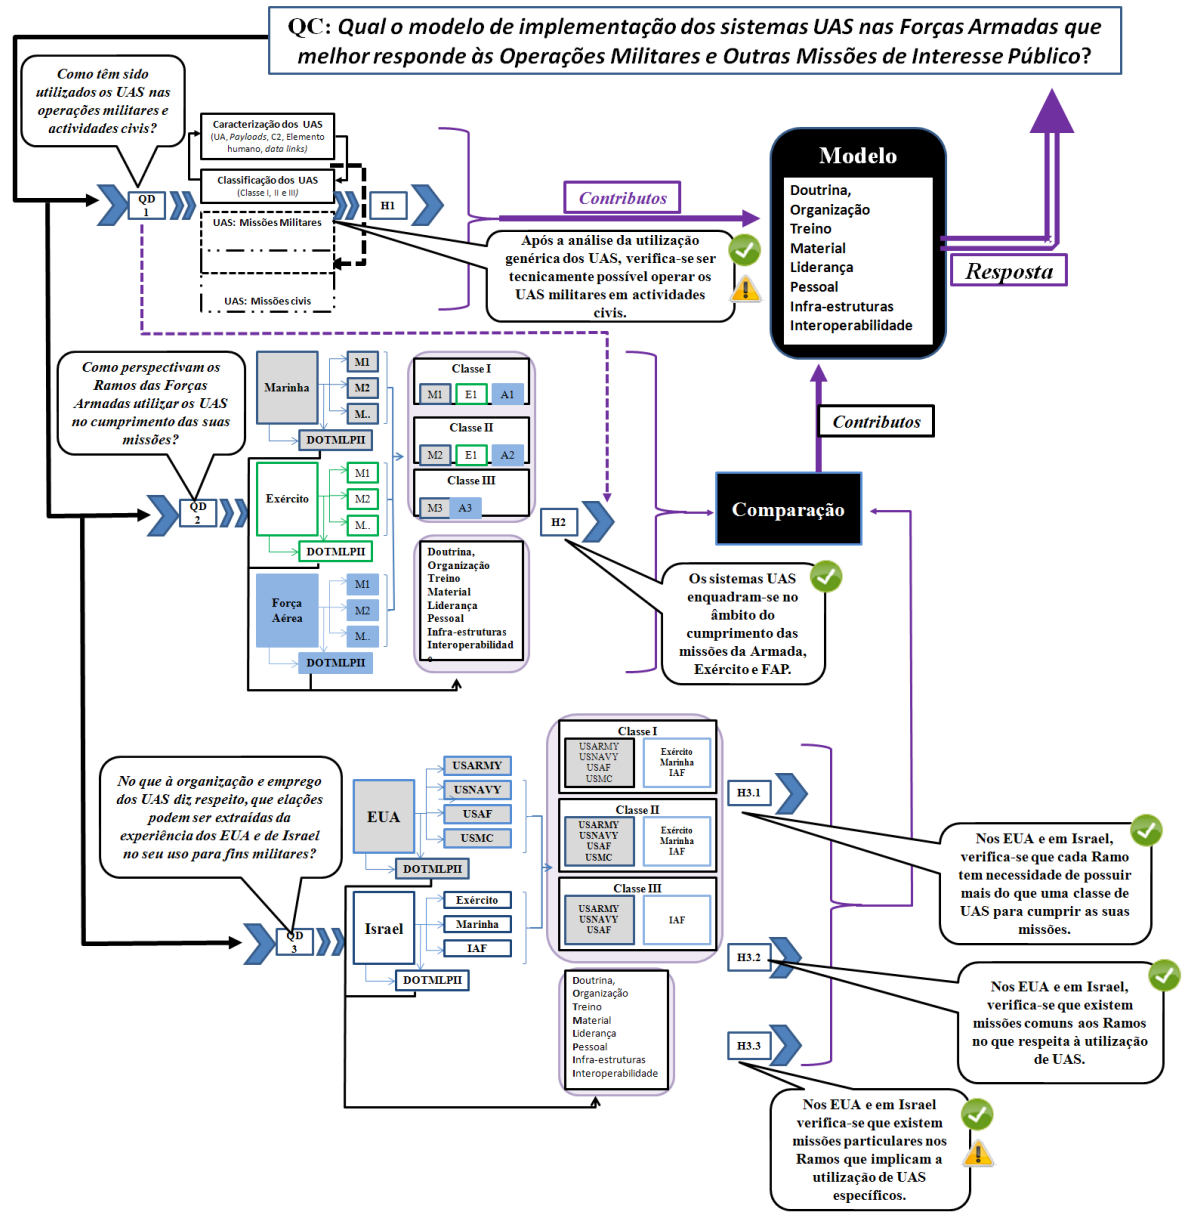 QC: Qual o modelo de implementação dos sistemas UAS nas Forças Armadas que
melhor responde às Operações Militares e Outras Missões de Interesse Público?
Como têm sido
utilizados os UAS nas
operações militares e
actividades civis?
QD
1
Caracterização dos UAS
(UA, Payloads, C2, Elemento
humano, data links)
Classificação dos UAS
(Classe I, II e III)
UAS: Missões Militares
UAS: Missões civis
H1
Contributos
Após a análise da utilização
genérica dos UAS, verifica-se ser
tecnicamente possível operar os
UAS militares em actividades
civis.
Modelo
Doutrina,
Organização
Treino
Material
Liderança
Pessoal
Infra-estruturas
Interoperabilidade
Resposta
Como perspectivam os
Ramos das Forças
Armadas utilizar os UAS
no cumprimento das suas
missões?
QD
2
Marinha
M1
M2
M..
DOTMLPII
Exército
M1
M2
M..
DOTMLPII
Força
Aérea
M1
M2
M..
DOTMLPII
Classe I
M1 E1 A1
Classe II
M2 E1 A2
Classe III
M3 A3
Doutrina,
Organização
Treino
Material
Liderança
Pessoal
Infra-estruturas
Interoperabilidad
e
H2
Os sistemas UAS
enquadram-se no
âmbito do
cumprimento das
missões da Armada,
Exército e FAP.
Comparação
Contributos
No que à organização e emprego
dos UAS diz respeito, que elações
podem ser extraídas da
experiência dos EUA e de Israel
no seu uso para fins militares?
QD
3
EUA
USARMY
USNAVY
USAF
USMC
DOTMLPII
Israel
Exército
Marinha
IAF
DOTMLPII
Classe I
USARMY
USNAVY
USAF
USMC
Exército
Marinha
IAF
Classe II
USARMY
USNAVY
USAF
USMC
Exército
Marinha
IAF
Classe III
USARMY
USNAVY
USAF
IAF
Doutrina,
Organização
Treino
Material
Liderança
Pessoal
Infra-estruturas
Interoperabilidade
H3.1
Nos EUA e em Israel,
verifica-se que cada Ramo
tem necessidade de possuir
mais do que uma classe de
UAS para cumprir as suas
missões.
H3.2
Nos EUA e em Israel,
verifica-se que existem
missões comuns aos Ramos
no que respeita à utilização
de UAS.
H3.3
Nos EUA e em Israel
verifica-se que existem
missões particulares nos
Ramos que implicam a
utilização de UAS
específicos.